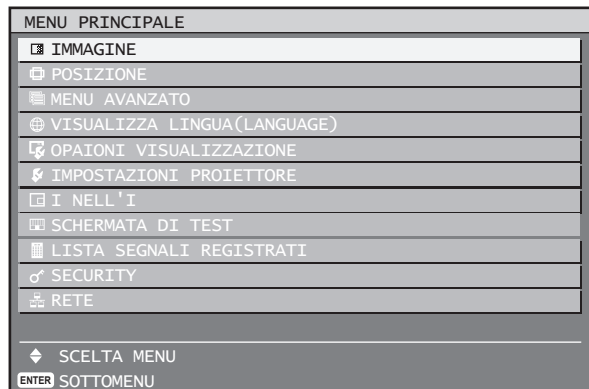 MENU PRINCIPALE
IMMAGINE
POSIZIONE
MENU AVANZATO
VISUALIZZA LINGUA(LANGUAGE)
OPAIONI VISUALIZZAZIONE
IMPOSTAZIONI PROIETTORE
I NELL'I
SCHERMATA DI TEST
LISTA SEGNALI REGISTRATI
SECURITY
RETE
SCELTA MENU
ENTER SOTTOMENU